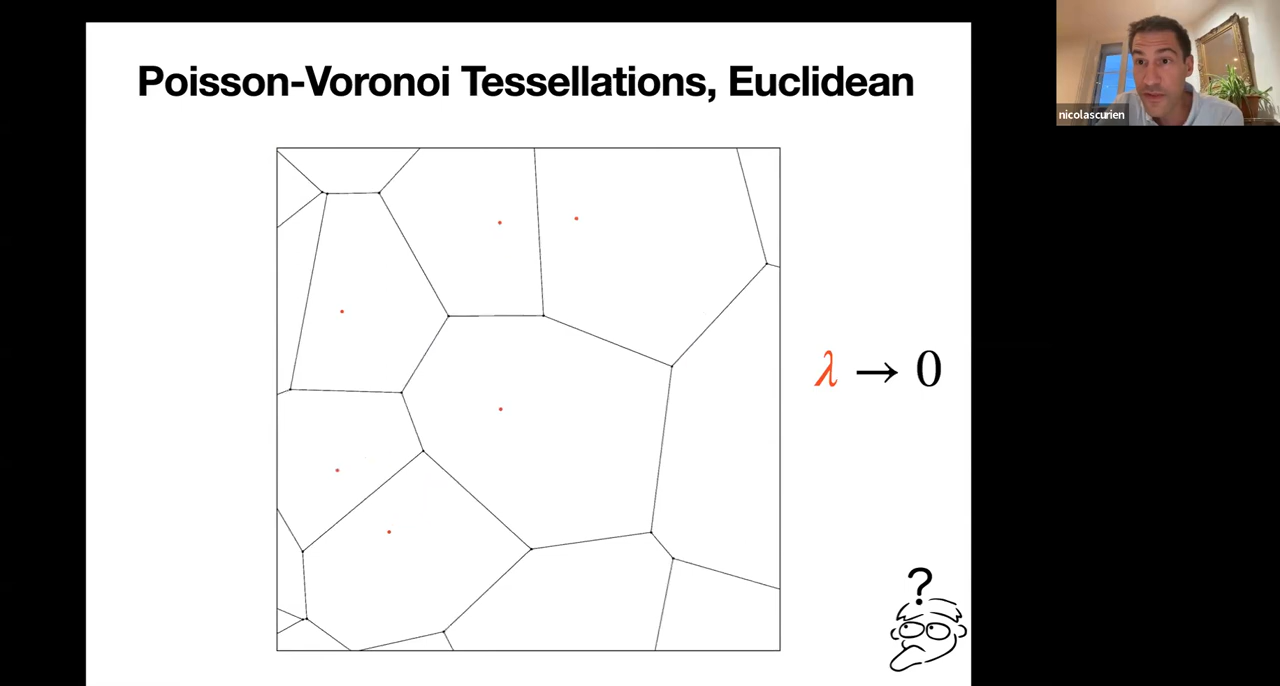 Poisson-Voronoi Tessellations, Euclidean
nicolascurien
λ → 0
?